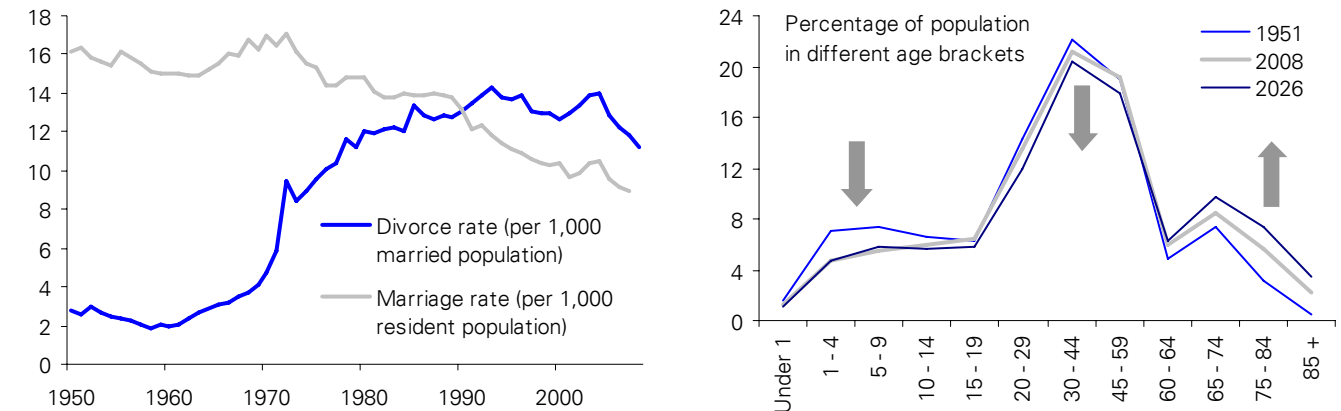 18
16
14
12
10
8
6
4
2
0
1950 1960 1970 1980 1990 2000
Divorce rate (per 1,000
married population)
Marriage rate (per 1,000
resident population)
24
20
16
12
8
4
0
Percentage of population
in different age brackets
1951
2008
2026
Under 1
1 - 4
5 - 9
10 - 14
15 - 19
20 - 29
30 - 44
45 - 59
60 - 64
65 - 74
75 - 84
85 +